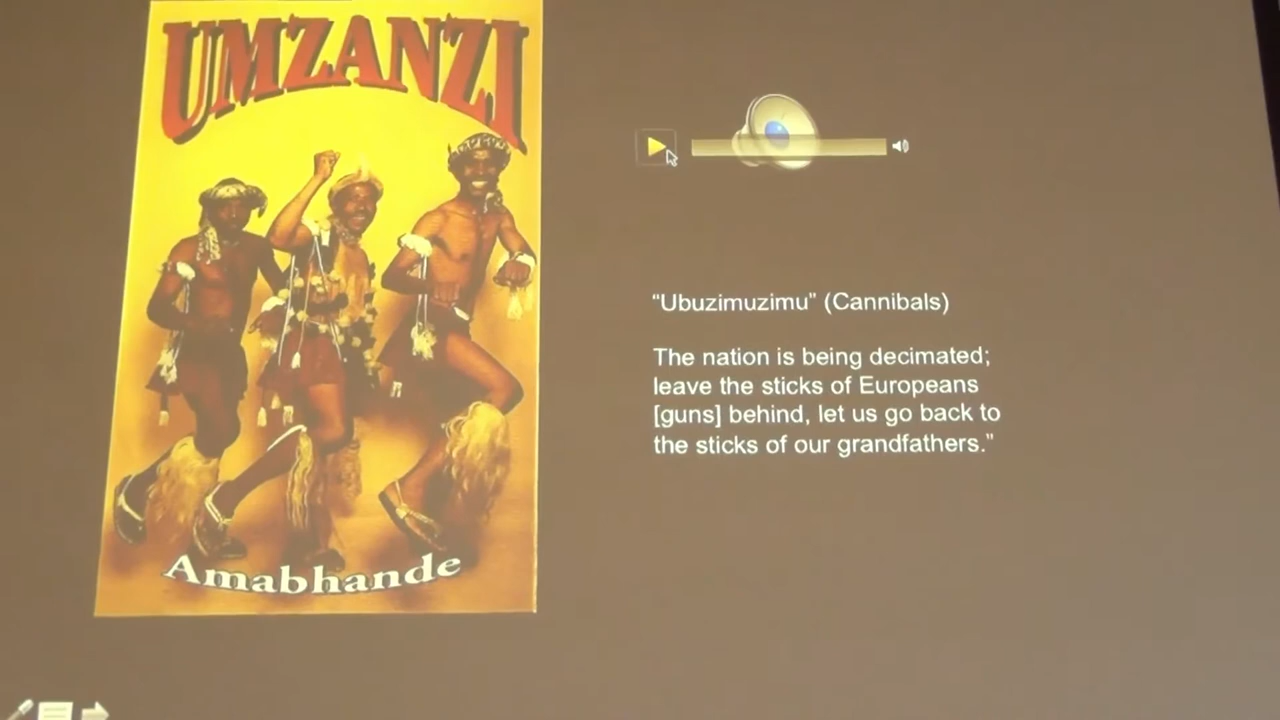 UMZANZI
Amabhande
“Ubuzimuzimu” (Cannibals)
The nation is being decimated;
leave the sticks of Europeans
[guns] behind, let us go back to
the sticks of our grandfathers.”